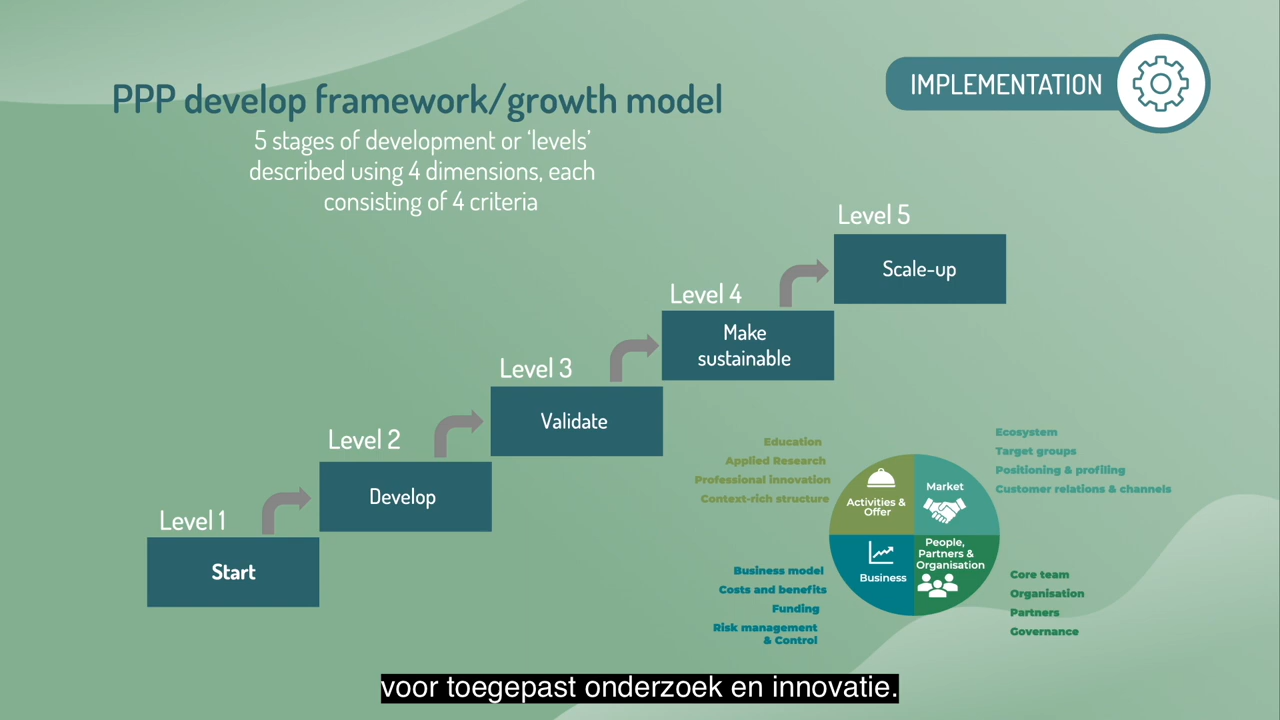 IMPLEMENTATION
PPP develop framework/growth model
5 stages of development or ‘levels’
described using 4 dimensions, each
consisting of 4 criteria
Level 5
Scale-up
Level 4
Make
sustainable
Level 3
Validate
Level 2
Develop
Level 1
Start
Education
Applied Research
Professional innovation
Context-rich structure
Activities &
Offer
Market
Ecosystem
Target groups
Positioning & profiling
Customer relations & channels
Business model
Costs and benefits
Funding
Risk management
& Control
Business
People,
Partners &
Organisation
Core team
Organisation
Partners
Governance
voor toegepast onderzoek en innovatie.